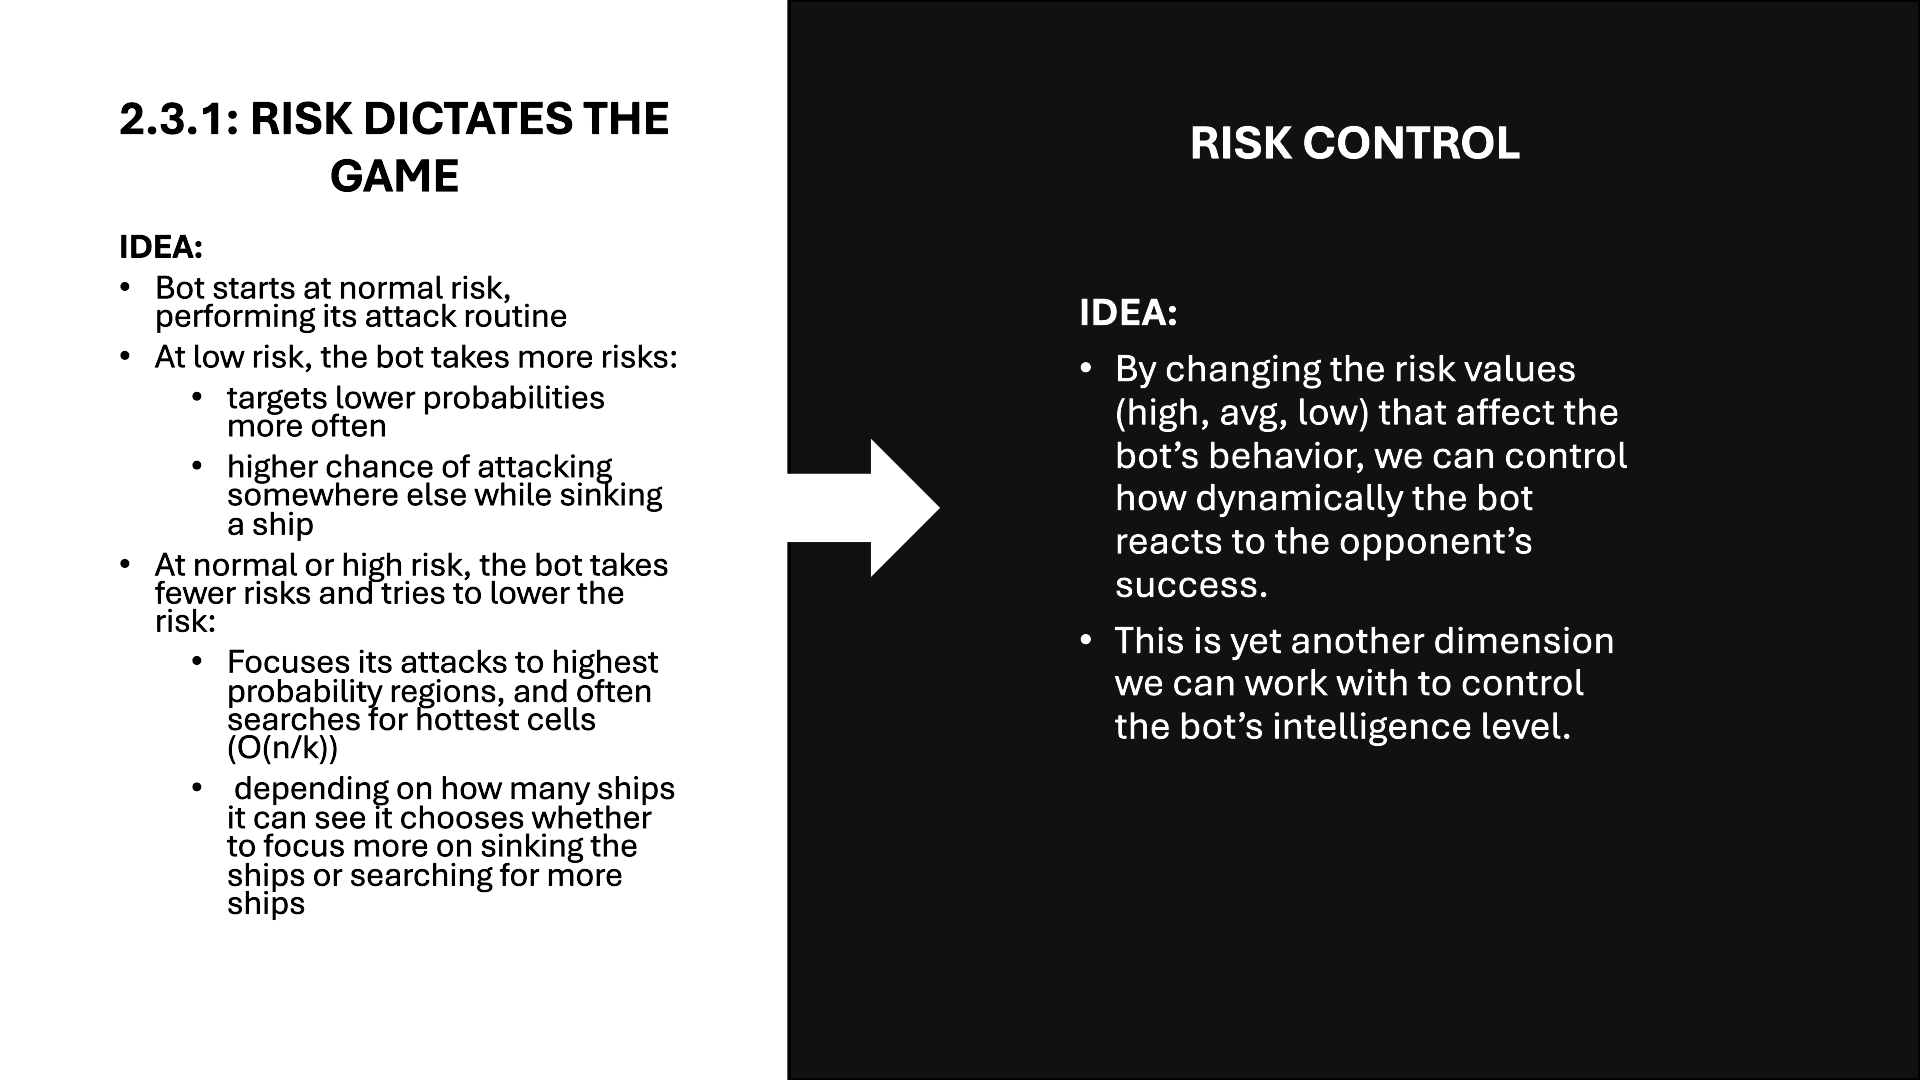 2.3.1: RISK DICTATES THE
GAME
IDEA:
• Bot starts at normal risk,
performing its attack routine
• At low risk, the bot takes more risks:
• targets lower probabilities
more often
• higher chance of attacking
somewhere else while sinking
a ship
• At normal or high risk, the bot takes
fewer risks and tries to lower the
risk:
• Focuses its attacks to highest
probability regions, and often
searches for hottest cells
(O(n/k))
• depending on how many ships
it can see it chooses whether
to focus more on sinking the
ships or searching for more
ships
RISK CONTROL
IDEA:
• By changing the risk values
(high, avg, low) that affect the
bot’s behavior, we can control
how dynamically the bot
reacts to the opponent’s
success.
• This is yet another dimension
we can work with to control
the bot’s intelligence level.